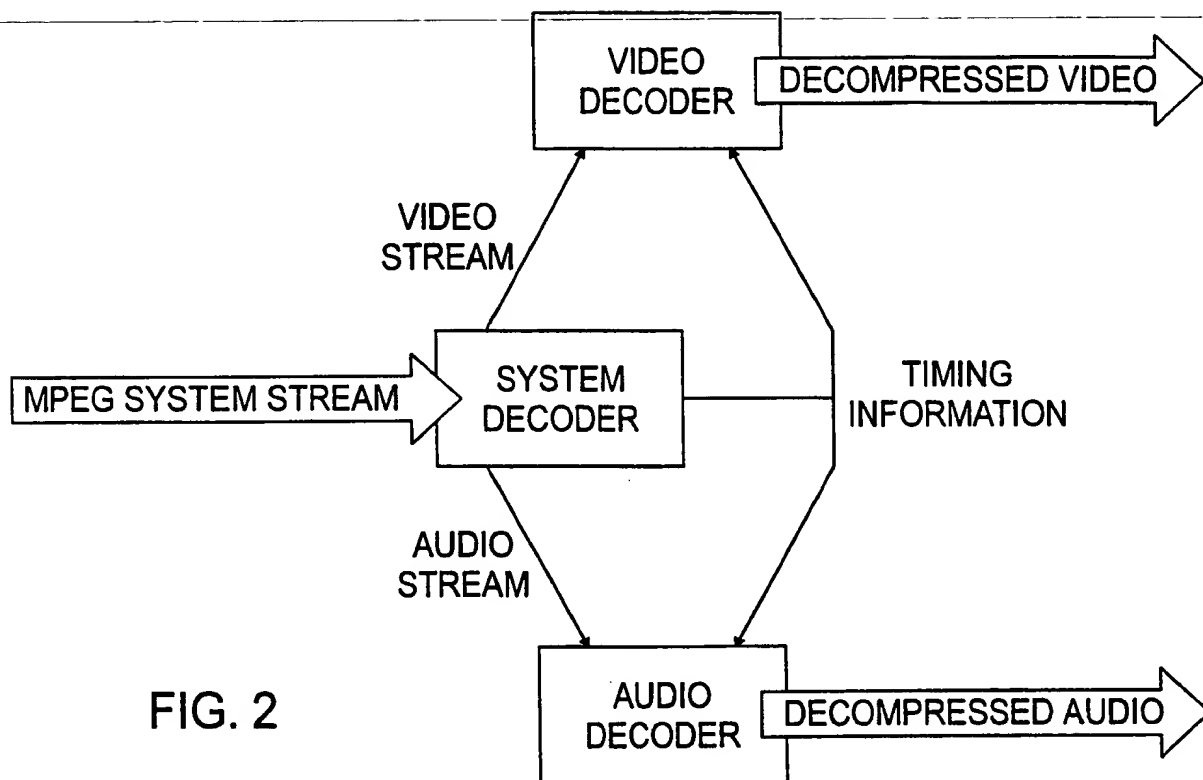 VIDEO
DECODER
DECOMPRESSED VIDEO
VIDEO
STREAM
MPEG SYSTEM STREAM
SYSTEM
DECODER
TIMING
INFORMATION
AUDIO
STREAM
FIG. 2
AUDIO
DECODER
DECOMPRESSED AUDIO